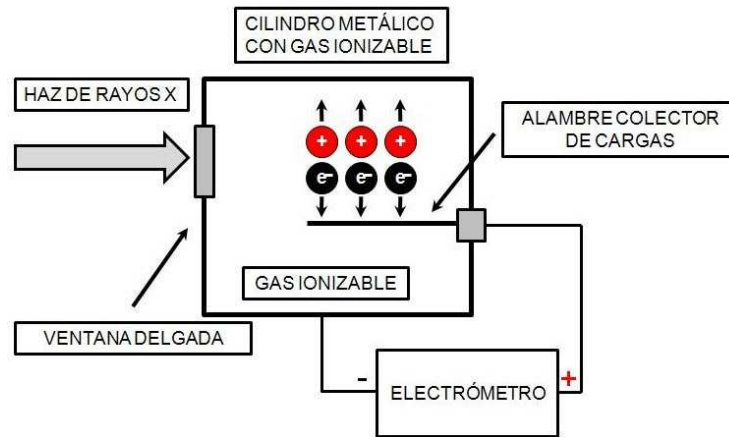 CILINDRO METÁLICO
CON GAS IONIZABLE
HAZ DE RAYOS X
ALAMBRE COLECTOR
DE CARGAS
+ + +
e- e- e-
GAS IONIZABLE
VENTANA DELGADA
- +
ELECTRÓMETRO